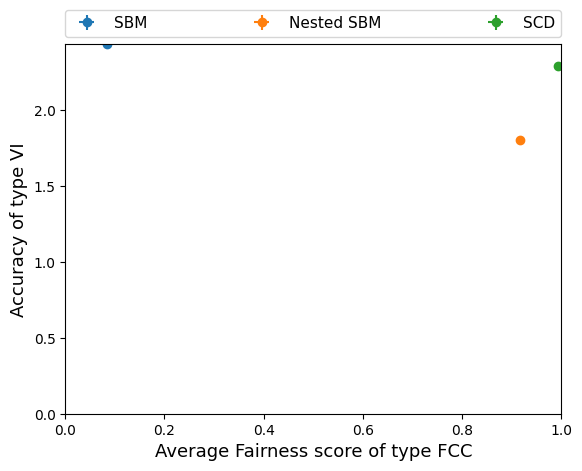 SBM Nested SBM SCD
Accuracy of type VI
2.0
1.5
1.0
0.5
0.0
0.0 0.2 0.4 0.6 0.8 1.0
Average Fairness score of type FCC